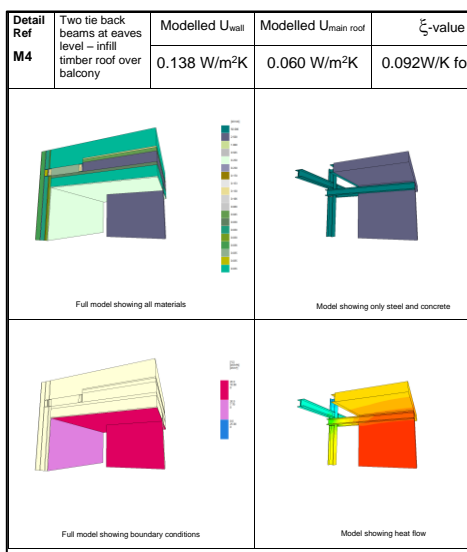 Detail Ref
M4
Two tie back
beams at eaves
level – infill
timber roof over
balcony
Modelled Uwall
Modelled Umain roof
ξ-value
0.138 W/m²K
0.060 W/m²K
0.092W/K fo
Full model showing all materials
Model showing only steel and concrete
Full model showing boundary conditions
Model showing heat flow